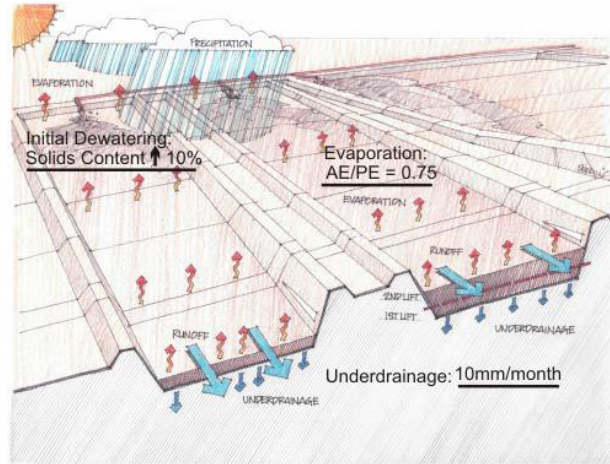 PRECIPITATION
EVAPORATION
Initial Dewatering:
Solids Content ↑ 10%
Evaporation:
AE/PE = 0.75
EVAPORATION
RUNOFF
2ND LIFT
1ST LIFT
UNDERDRAINAGE
RUNOFF
Underdrainage: 10mm/month
UNDERDRAINAGE